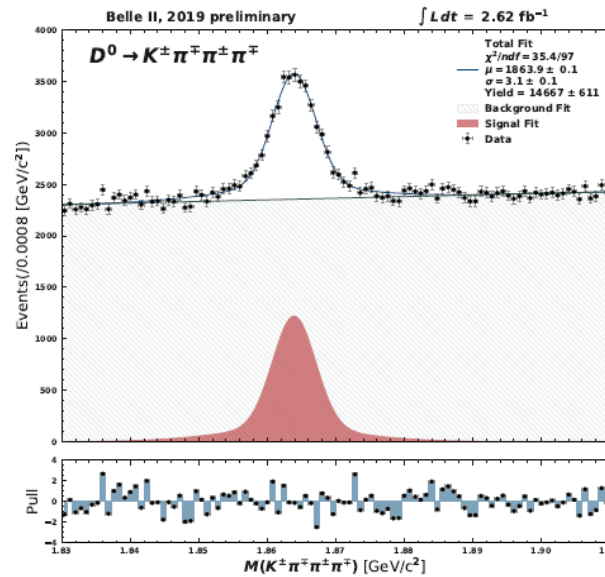 Belle II, 2019 preliminary
∫ L dt = 2.62 fb⁻¹
D⁰ → K±π∓π±π∓
Total Fit
χ²/ndf = 35.4/97
μ = 1863.9 ± 0.1
σ = 3.1 ± 0.1
Yield = 14667 ± 611
Background Fit
Signal Fit
Data
Events(/0.0008 [GeV/c²]
4000
3500
3000
2500
2000
1500
1000
500
0
Pull
4
2
0
−2
−4
1.83 1.84 1.85 1.86 1.87 1.88 1.89 1.90
M(K±π∓π±π∓) [GeV/c²]